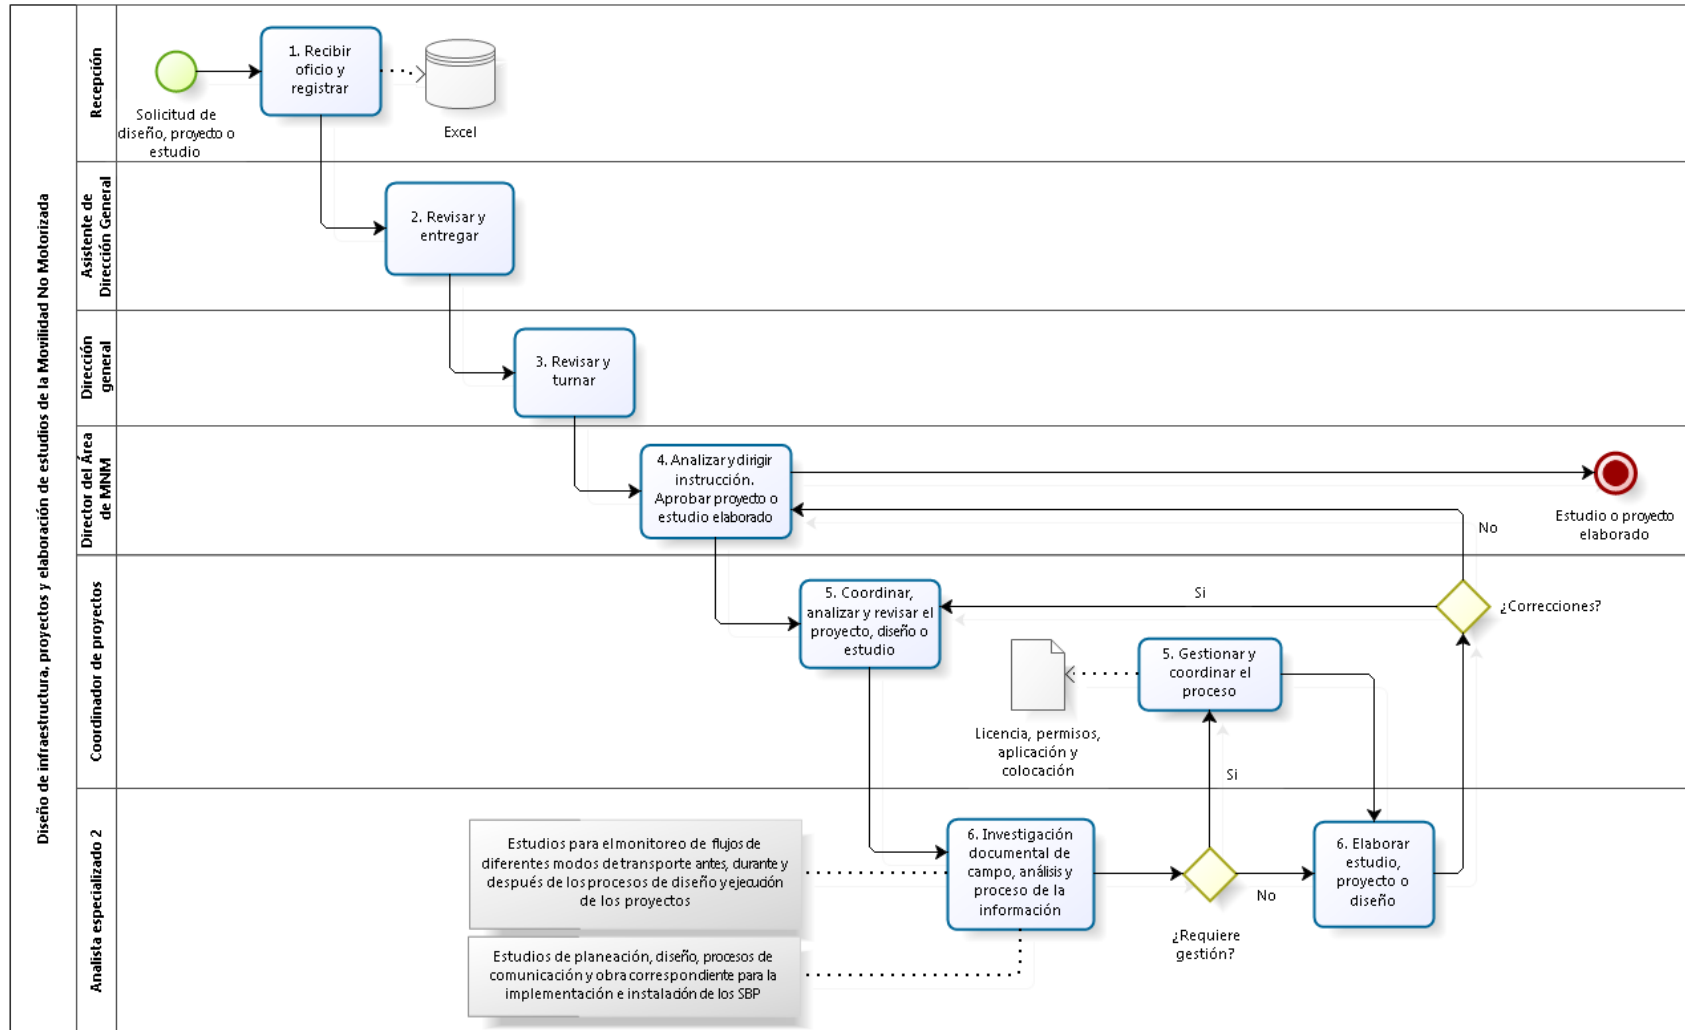 Diseño de infraestructura, proyectos y elaboración de estudios de la Movilidad No Motorizada
Recepción
Solicitud de
diseño, proyecto o
estudio
1. Recibir
oficio y
registrar
Excel
Asistente de
Dirección General
2. Revisar y
entregar
Dirección
general
3. Revisar y
turnar
Director del Área
de MNM
4. Analizar y dirigir
instrucción.
Aprobar proyecto o
estudio elaborado
Estudio o proyecto
elaborado
No
Coordinador de proyectos
5. Coordinar,
analizar y revisar el
proyecto, diseño o
estudio
Si
¿Correcciones?
5. Gestionar y
coordinar el
proceso
Licencia, permisos,
aplicación y
colocación
Si
Analista especializado 2
Estudios para el monitoreo de flujos de
diferentes modos de transporte antes, durante y
después de los procesos de diseño y ejecución
de los proyectos
Estudios de planeación, diseño, procesos de
comunicación y obra correspondiente para la
implementación e instalación de los SBP
6. Investigación
documental de
campo, análisis y
proceso de la
información
¿Requiere
gestión?
No
6. Elaborar
estudio,
proyecto o
diseño